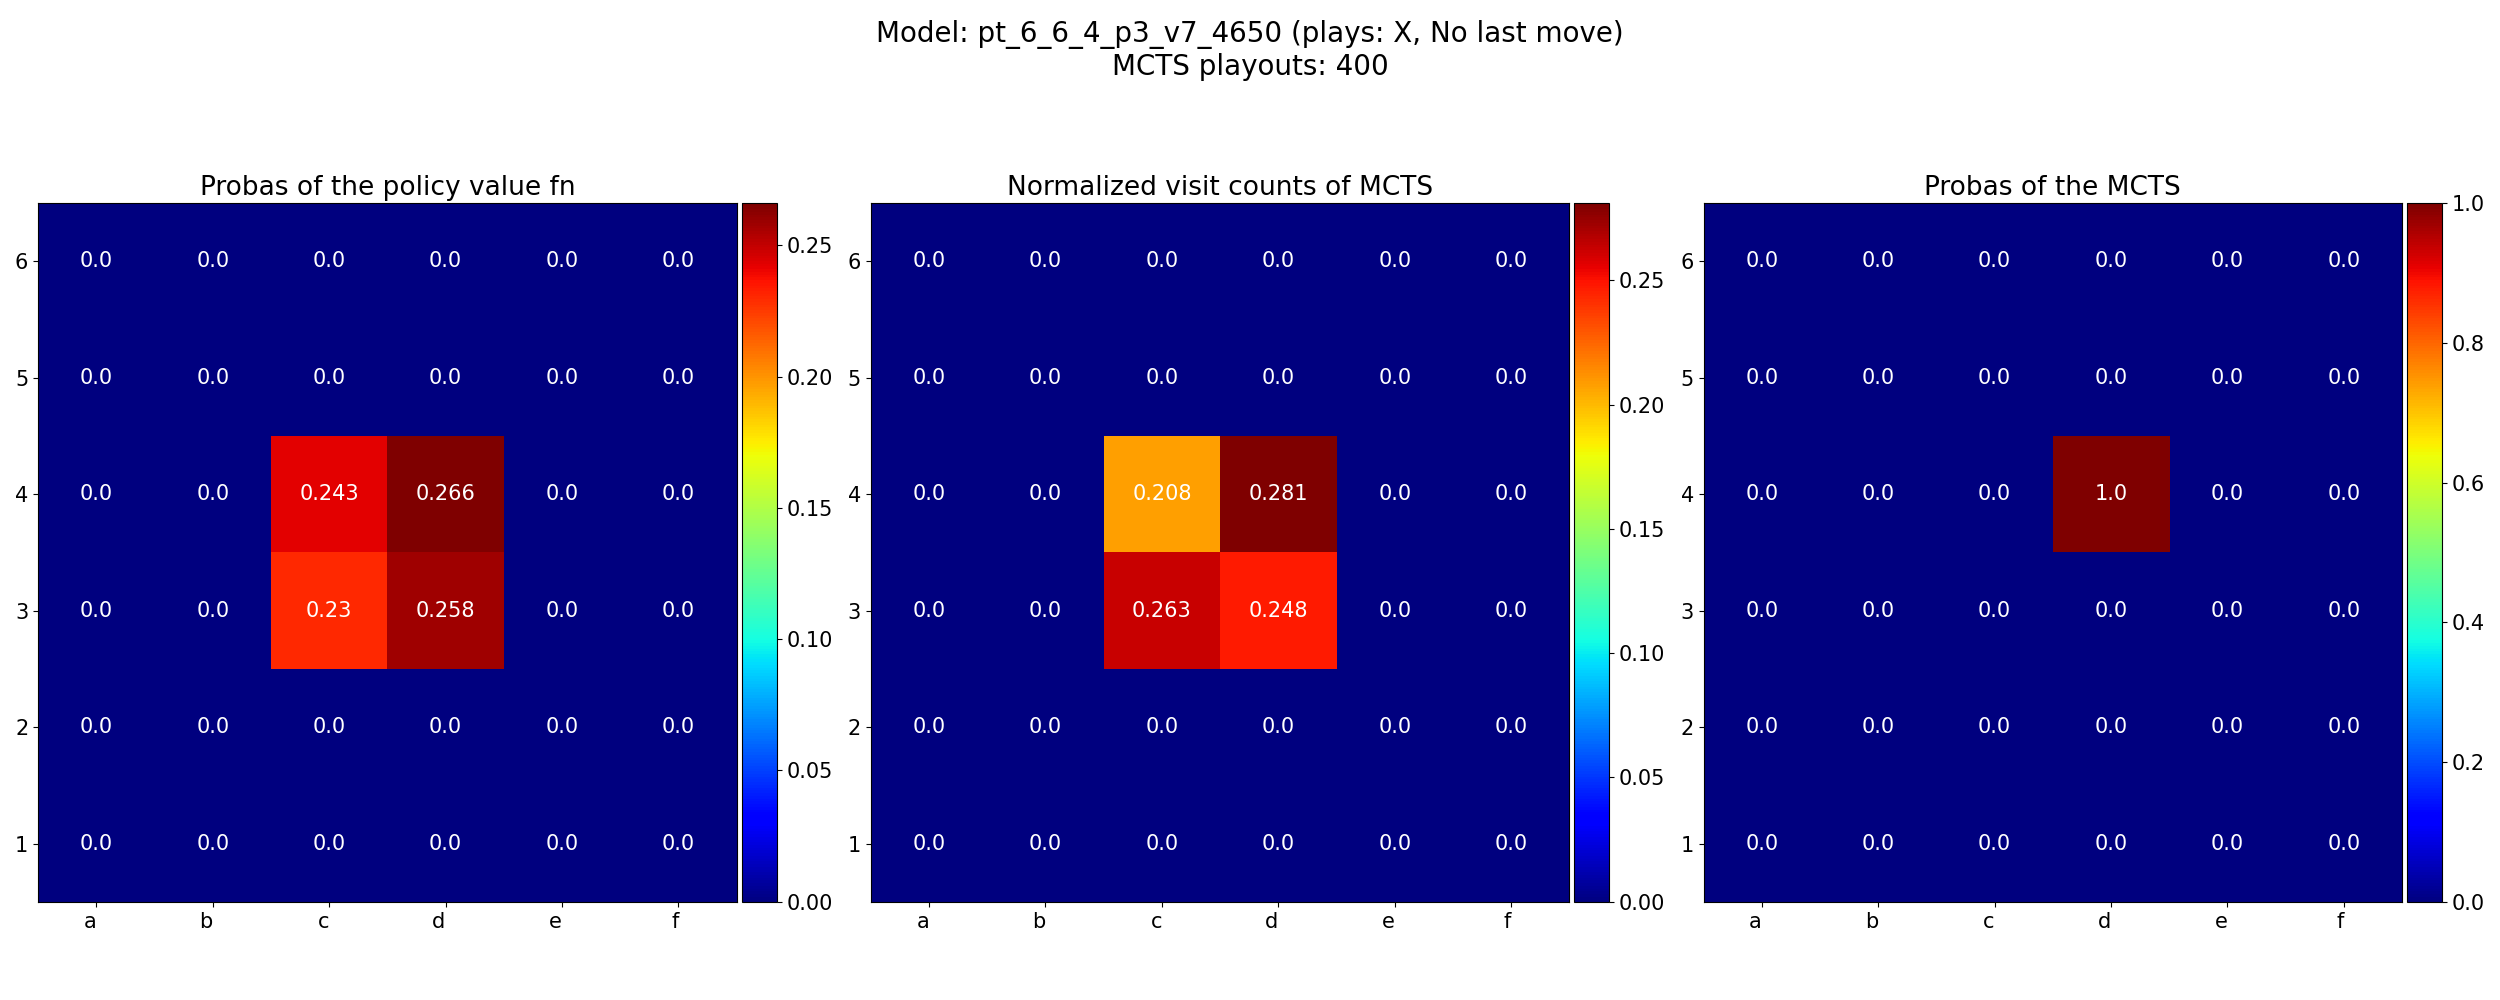 Model: pt_6_6_4_p3_v7_4650 (plays: X, No last move)
MCTS playouts: 400
Probas of the policy value fn
6 0.0 0.0 0.0 0.0 0.0 0.0
5 0.0 0.0 0.0 0.0 0.0 0.0
4 0.0 0.0 0.243 0.266 0.0 0.0
3 0.0 0.0 0.23 0.258 0.0 0.0
2 0.0 0.0 0.0 0.0 0.0 0.0
1 0.0 0.0 0.0 0.0 0.0 0.0
a b c d e f
0.25
0.20
0.15
0.10
0.05
0.00
Normalized visit counts of MCTS
6 0.0 0.0 0.0 0.0 0.0 0.0
5 0.0 0.0 0.0 0.0 0.0 0.0
4 0.0 0.0 0.208 0.281 0.0 0.0
3 0.0 0.0 0.263 0.248 0.0 0.0
2 0.0 0.0 0.0 0.0 0.0 0.0
1 0.0 0.0 0.0 0.0 0.0 0.0
a b c d e f
0.25
0.20
0.15
0.10
0.05
0.00
Probas of the MCTS
6 0.0 0.0 0.0 0.0 0.0 0.0
5 0.0 0.0 0.0 0.0 0.0 0.0
4 0.0 0.0 0.0 1.0 0.0 0.0
3 0.0 0.0 0.0 0.0 0.0 0.0
2 0.0 0.0 0.0 0.0 0.0 0.0
1 0.0 0.0 0.0 0.0 0.0 0.0
a b c d e f
1.0
0.8
0.6
0.4
0.2
0.0